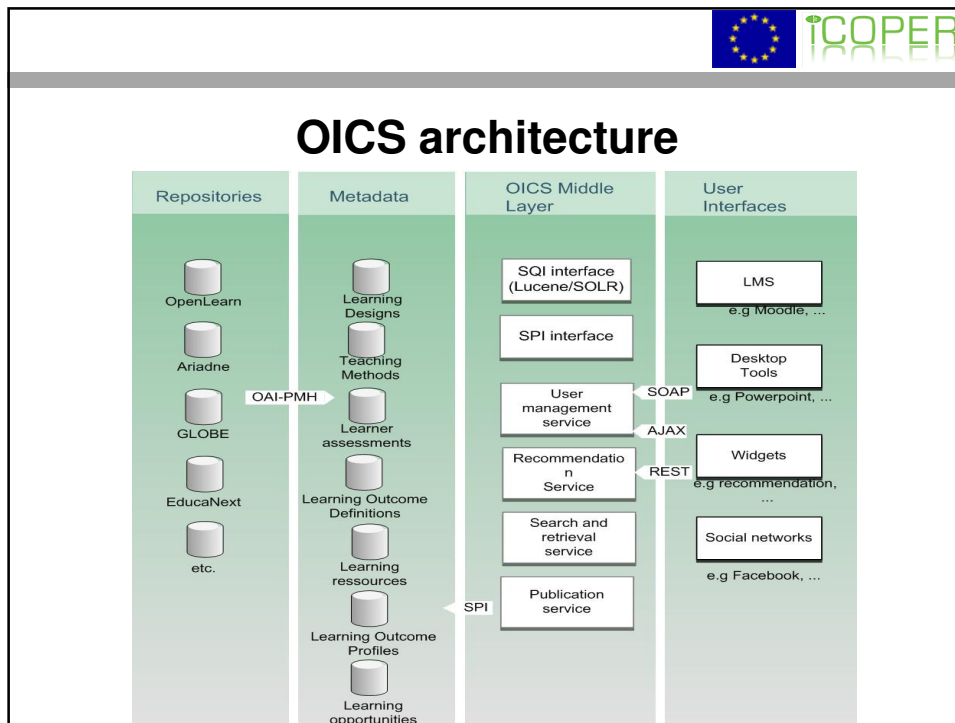 iCOPER
OICS architecture
Repositories
OpenLearn
Ariadne
GLOBE
EducaNext
etc.
OAI-PMH
Metadata
Learning
Designs
Teaching
Methods
Learner
assessments
Learning Outcome
Definitions
Learning
ressources
Learning Outcome
Profiles
Learning
opportunities
SPI
OICS Middle
Layer
SQI interface
(Lucene/SOLR)
SPI interface
User
management
service
Recommendatio
n
Service
Search and
retrieval
service
Publication
service
SOAP
AJAX
REST
User
Interfaces
LMS
e.g Moodle, ...
Desktop
Tools
e.g Powerpoint, ...
Widgets
e.g recommendation,
...
Social networks
e.g Facebook, ...